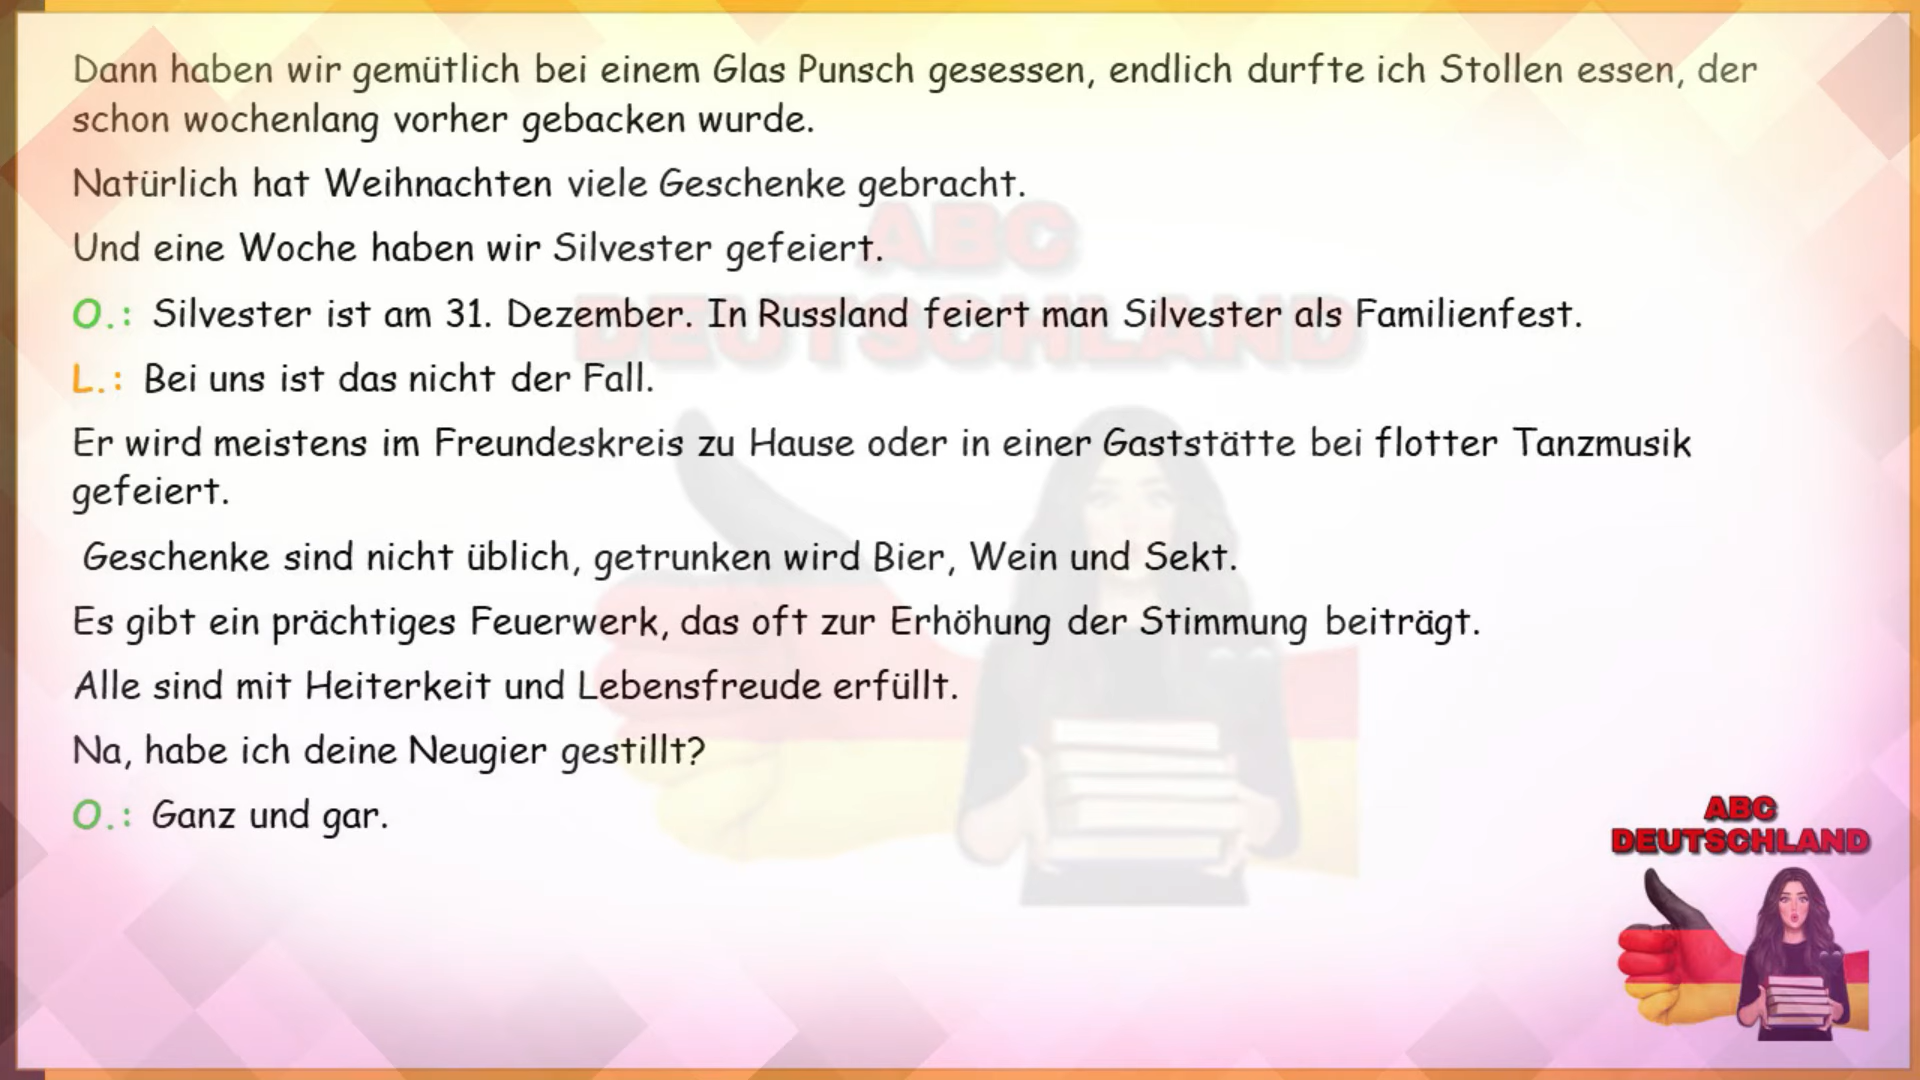 Dann haben wir gemütlich bei einem Glas Punsch gesessen, endlich durfte ich Stollen essen, der
schon wochenlang vorher gebacken wurde.
Natürlich hat Weihnachten viele Geschenke gebracht.
Und eine Woche haben wir Silvester gefeiert.
O.: Silvester ist am 31. Dezember. In Russland feiert man Silvester als Familienfest.
L.: Bei uns ist das nicht der Fall.
Er wird meistens im Freundeskreis zu Hause oder in einer Gaststätte bei flotter Tanzmusik
gefeiert.
Geschenke sind nicht üblich, getrunken wird Bier, Wein und Sekt.
Es gibt ein prächtiges Feuerwerk, das oft zur Erhöhung der Stimmung beiträgt.
Alle sind mit Heiterkeit und Lebensfreude erfüllt.
Na, habe ich deine Neugier gestillt?
O.: Ganz und gar.
ABC
DEUTSCHLAND
ABC
DEUTSCHLAND